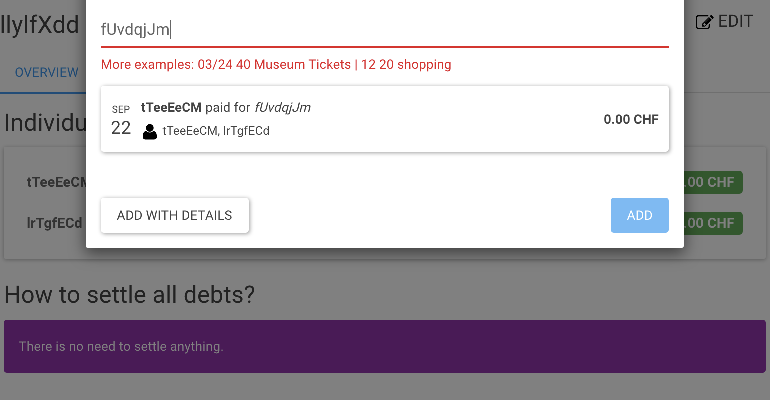 llylfXdd
fUvdqjJm
EDIT
More examples: 03/24 40 Museum Tickets | 12 20 shopping
OVERVIEW
SEP
22
tTeeEeCM paid for fUvdqjJm
tTeeEeCM, lrTgfECd
0.00 CHF
Individu
tTeeEeCM
.00 CHF
lrTgfECd
.00 CHF
ADD WITH DETAILS
ADD
How to settle all debts?
There is no need to settle anything.